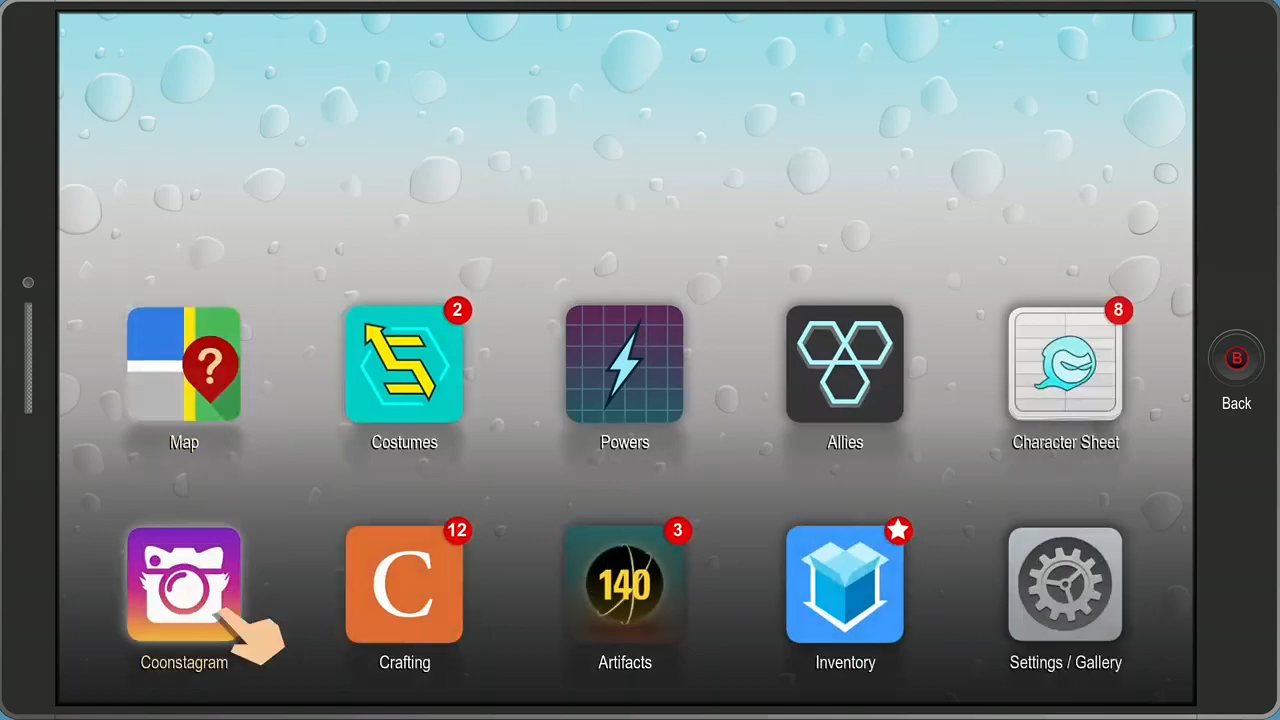 2
8
?
Map
Costumes
Powers
Allies
Character Sheet
B
Back
12
3
C
140
Coonstagram
Crafting
Artifacts
Inventory
Settings / Gallery